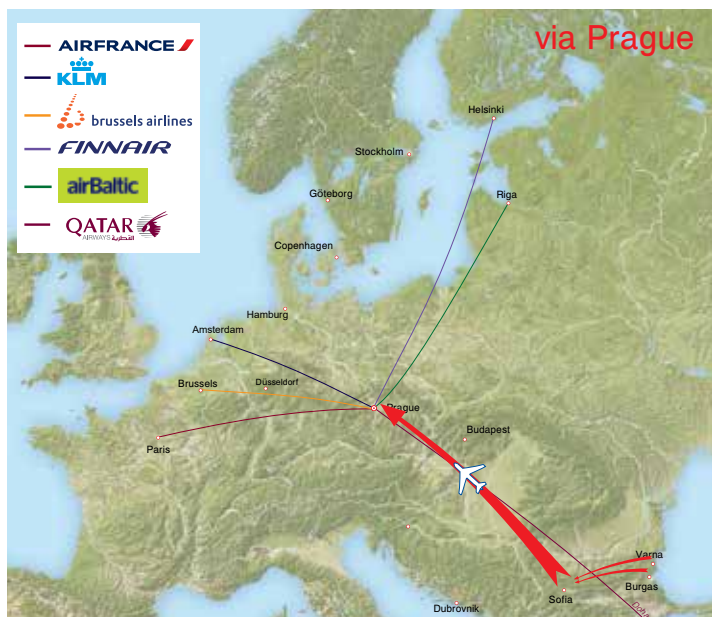 via Prague
AIRFRANCE
KLM
brussels airlines
FINNAIR
airBaltic
QATAR
AIRWAYS القطرية
Helsinki
Stockholm
Göteborg
Riga
Copenhagen
Hamburg
Amsterdam
Brussels
Düsseldorf
Prague
Paris
Budapest
Varna
Burgas
Sofia
Dubrovnik
Doha